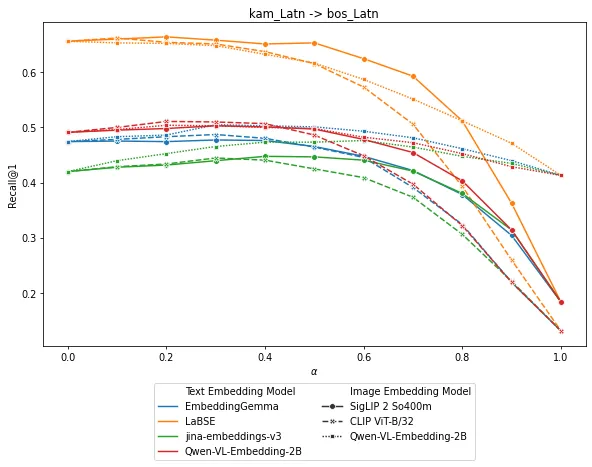 kam_Latn -> bos_Latn
Recall@1
0.6
0.5
0.4
0.3
0.2
0.0 0.2 0.4 0.6 0.8 1.0
α
Text Embedding Model
EmbeddingGemma
LaBSE
jina-embeddings-v3
Qwen-VL-Embedding-2B
Image Embedding Model
SigLIP 2 So400m
CLIP ViT-B/32
Qwen-VL-Embedding-2B